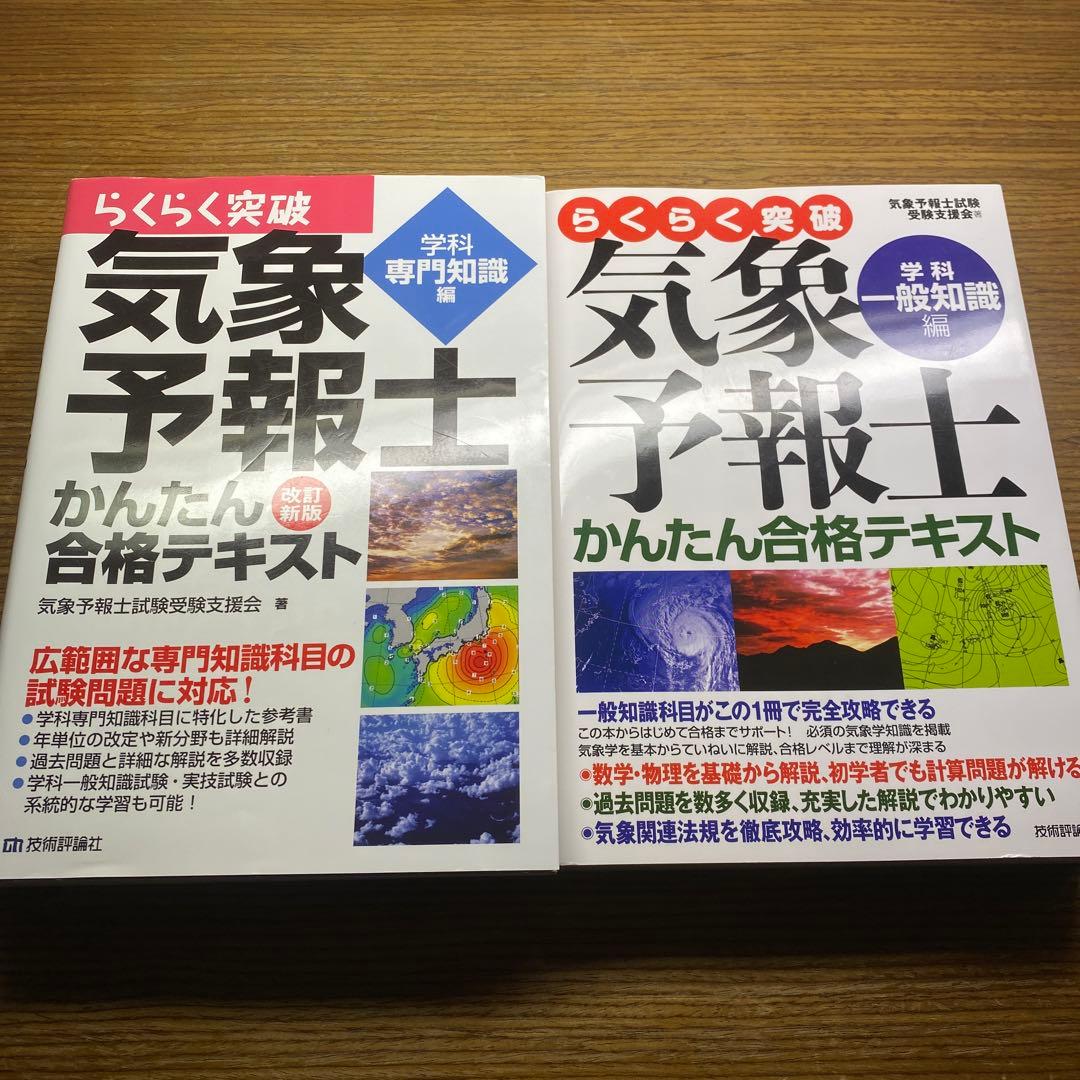 らくらく突破
学科
専門知識
編
気象
予報士
かんたん
改訂
新版
合格テキスト
気象予報士試験受験支援会 著
広範囲な専門知識科目の
試験問題に対応！
●学科専門知識科目に特化した参考書
●年単位の改定や新分野も詳細解説
●過去問題と詳細な解説を多数収録
●学科一般知識試験・実技試験との
系統的な学習も可能！
技術評論社
らくらく突破
気象予報士試験
受験支援会著
学科
一般知識
編
気象
予報士
かんたん合格テキスト
一般知識科目がこの1冊で完全攻略できる
この本からはじめて合格までサポート！ 必須の気象学知識を掲載
気象学を基本からていねいに解説、合格レベルまで理解が深まる
●数学・物理を基礎から解説、初学者でも計算問題が解ける
●過去問題を数多く収録、充実した解説でわかりやすい
●気象関連法規を徹底攻略、効率的に学習できる
技術評論